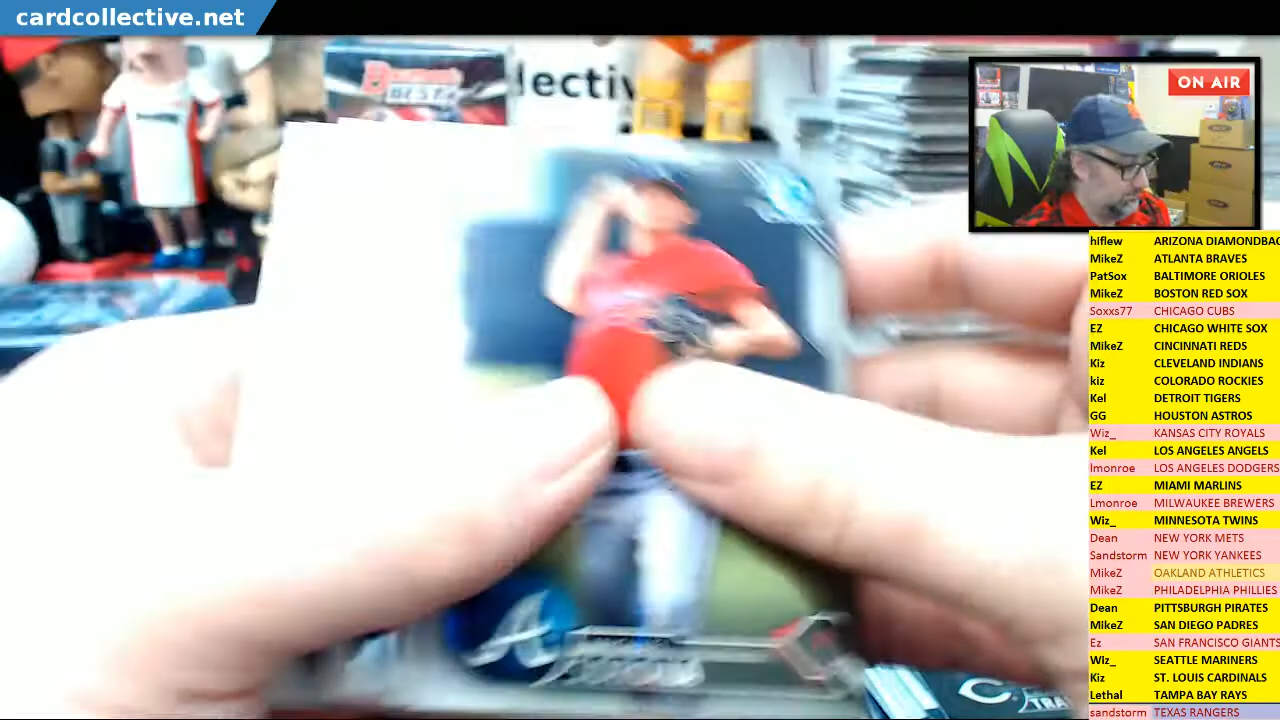 cardcollective.net
Bowman
BEST
lectiv
ON AIR
hiflew ARIZONA DIAMONDBAC
MikeZ ATLANTA BRAVES
PatSox BALTIMORE ORIOLES
MikeZ BOSTON RED SOX
Soxxs77 CHICAGO CUBS
EZ CHICAGO WHITE SOX
MikeZ CINCINNATI REDS
Kiz CLEVELAND INDIANS
kiz COLORADO ROCKIES
Kel DETROIT TIGERS
GG HOUSTON ASTROS
Wiz_ KANSAS CITY ROYALS
Kel LOS ANGELES ANGELS
lmonroe LOS ANGELES DODGERS
EZ MIAMI MARLINS
Lmonroe MILWAUKEE BREWERS
Wiz_ MINNESOTA TWINS
Dean NEW YORK METS
Sandstorm NEW YORK YANKEES
MikeZ OAKLAND ATHLETICS
MikeZ PHILADELPHIA PHILLIES
Dean PITTSBURGH PIRATES
MikeZ SAN DIEGO PADRES
Ez SAN FRANCISCO GIANTS
Wiz_ SEATTLE MARINERS
Kiz ST. LOUIS CARDINALS
Lethal TAMPA BAY RAYS
sandstorm TEXAS RANGERS
A
C
TRA